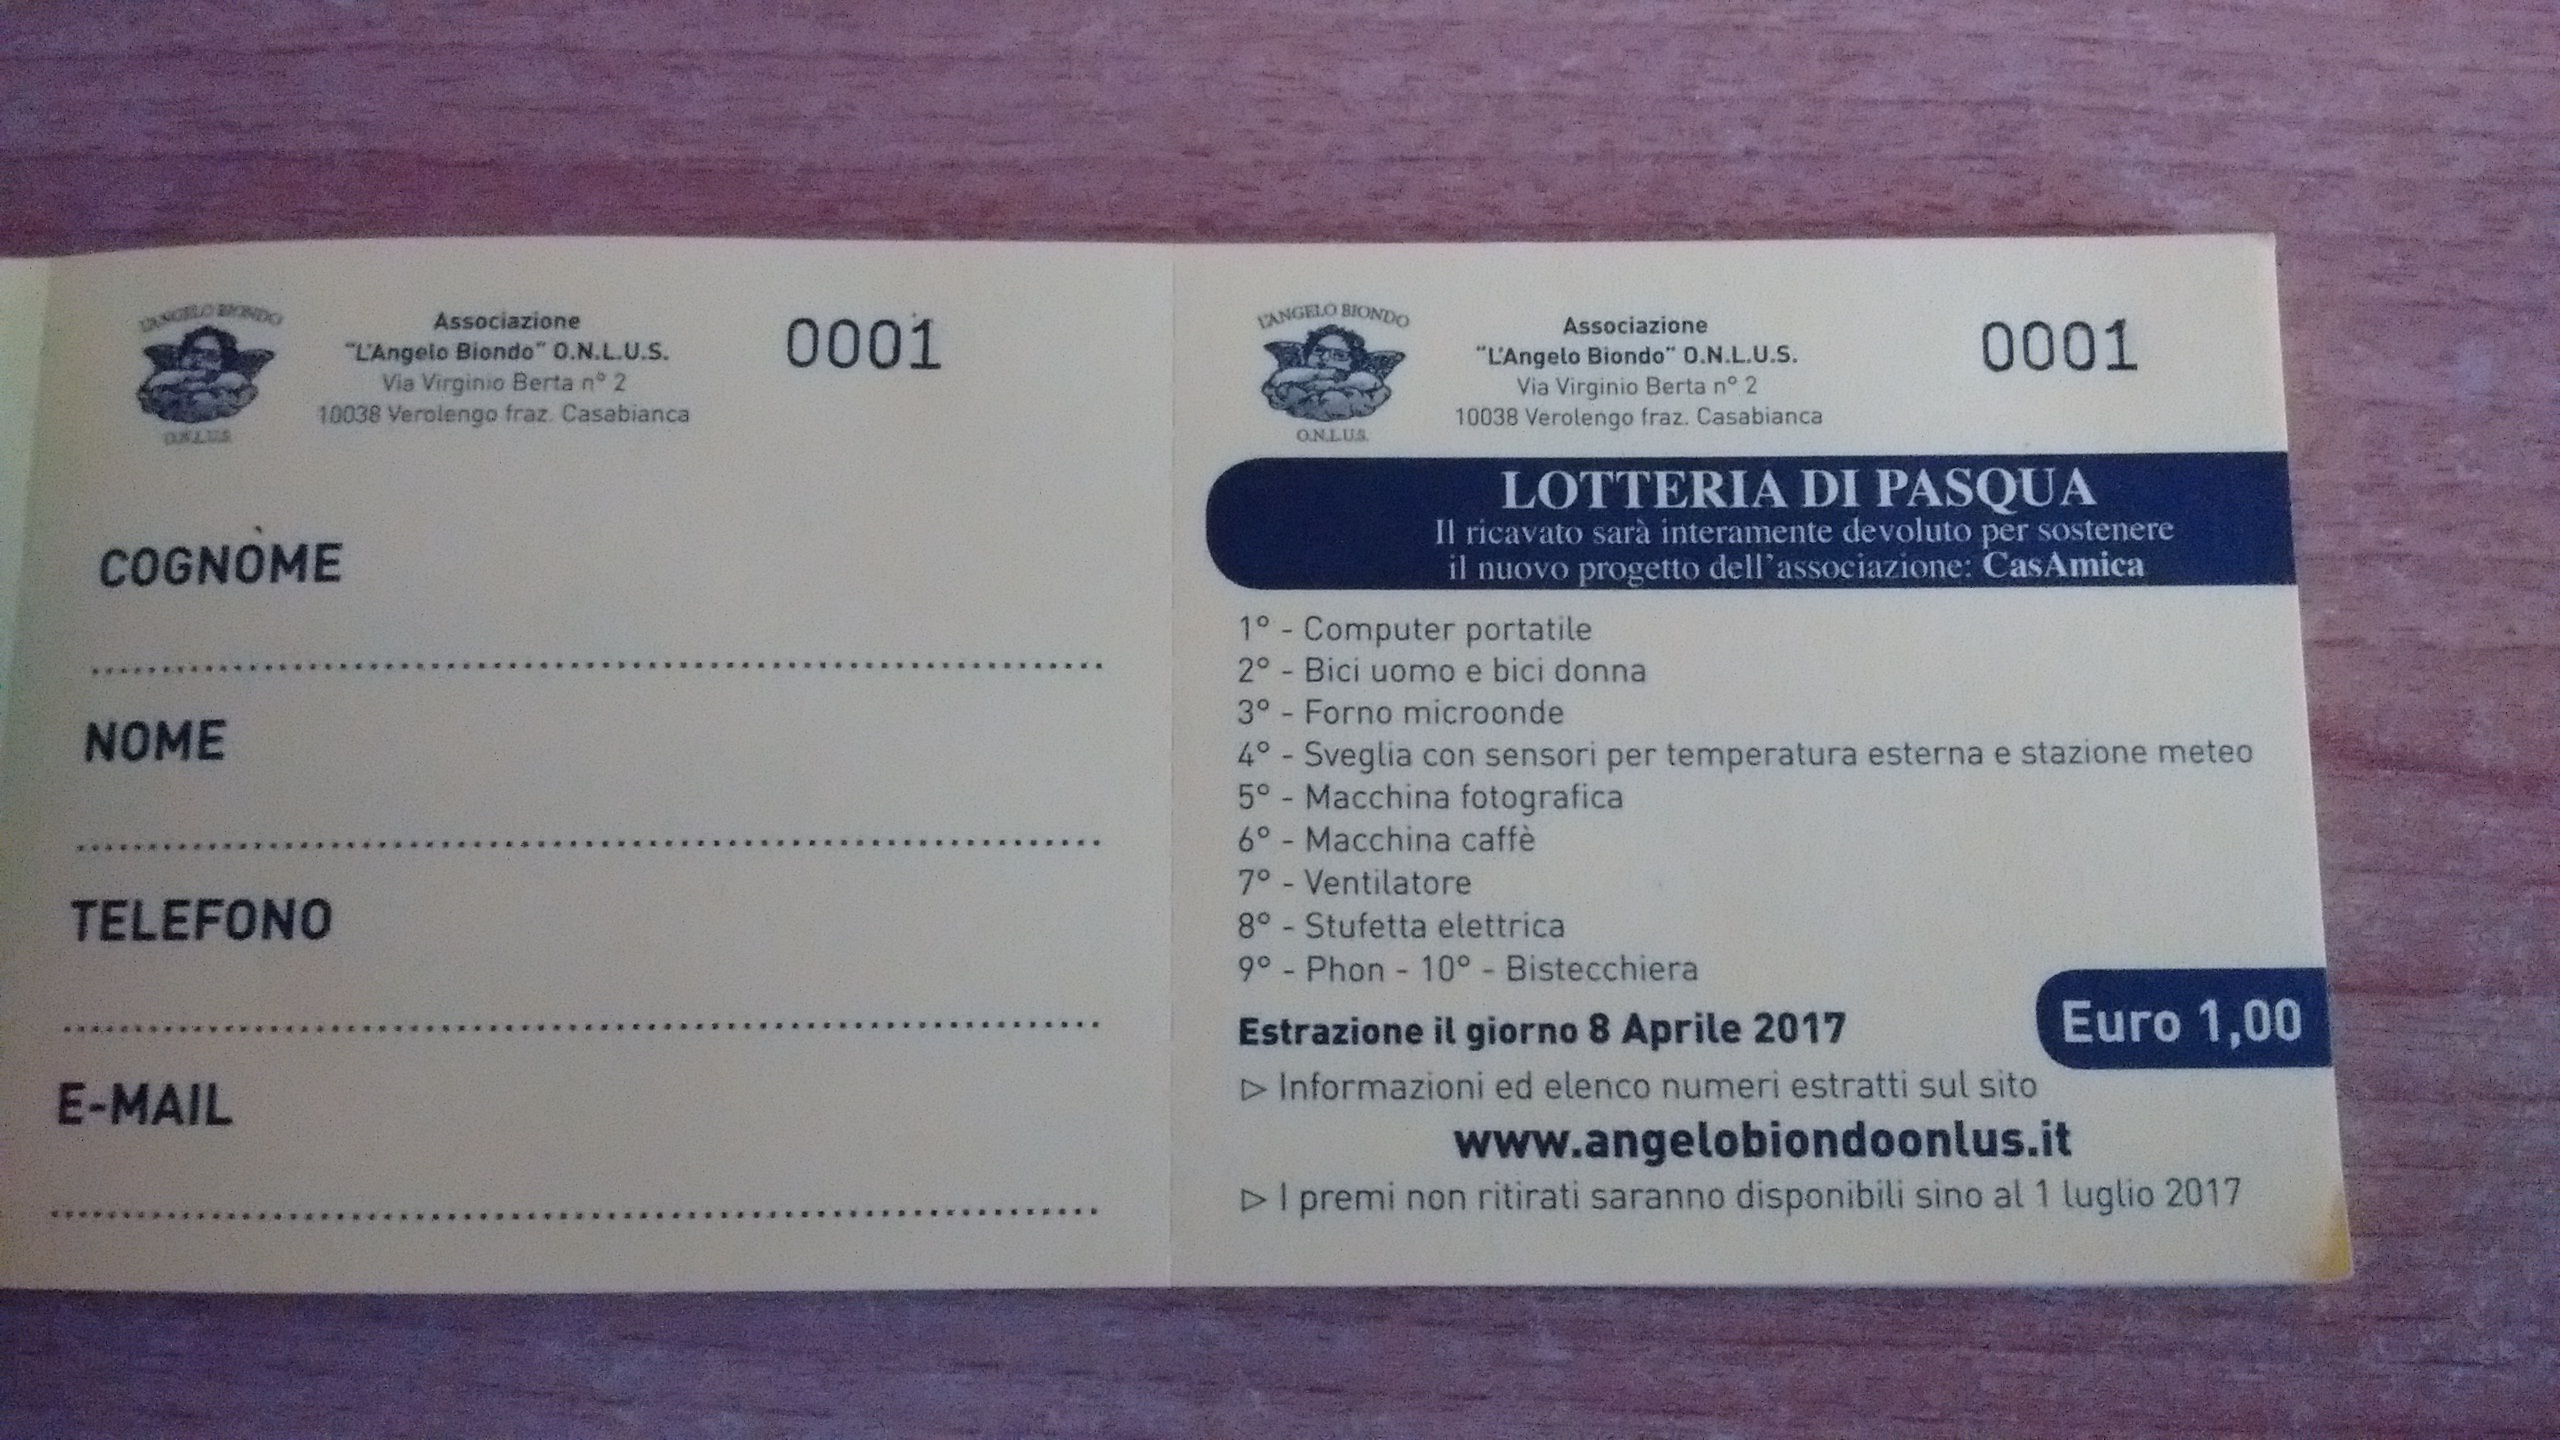 L'ANGELO BIONDO
O.N.L.U.S.
Associazione
"L'Angelo Biondo" O.N.L.U.S.
Via Virginio Berta n° 2
10038 Verolengo fraz. Casabianca
0001
COGNOME
NOME
TELEFONO
E-MAIL
L'ANGELO BIONDO
O.N.L.U.S.
Associazione
"L'Angelo Biondo" O.N.L.U.S.
Via Virginio Berta n° 2
10038 Verolengo fraz. Casabianca
0001
LOTTERIA DI PASQUA
Il ricavato sarà interamente devoluto per sostenere
il nuovo progetto dell'associazione: CasAmica
1° - Computer portatile
2° - Bici uomo e bici donna
3° - Forno microonde
4° - Sveglia con sensori per temperatura esterna e stazione meteo
5° - Macchina fotografica
6° - Macchina caffè
7° - Ventilatore
8° - Stufetta elettrica
9° - Phon - 10° - Bistecchiera
Estrazione il giorno 8 Aprile 2017
Euro 1,00
▷ Informazioni ed elenco numeri estratti sul sito
www.angelobiondoonlus.it
▷ I premi non ritirati saranno disponibili sino al 1 luglio 2017